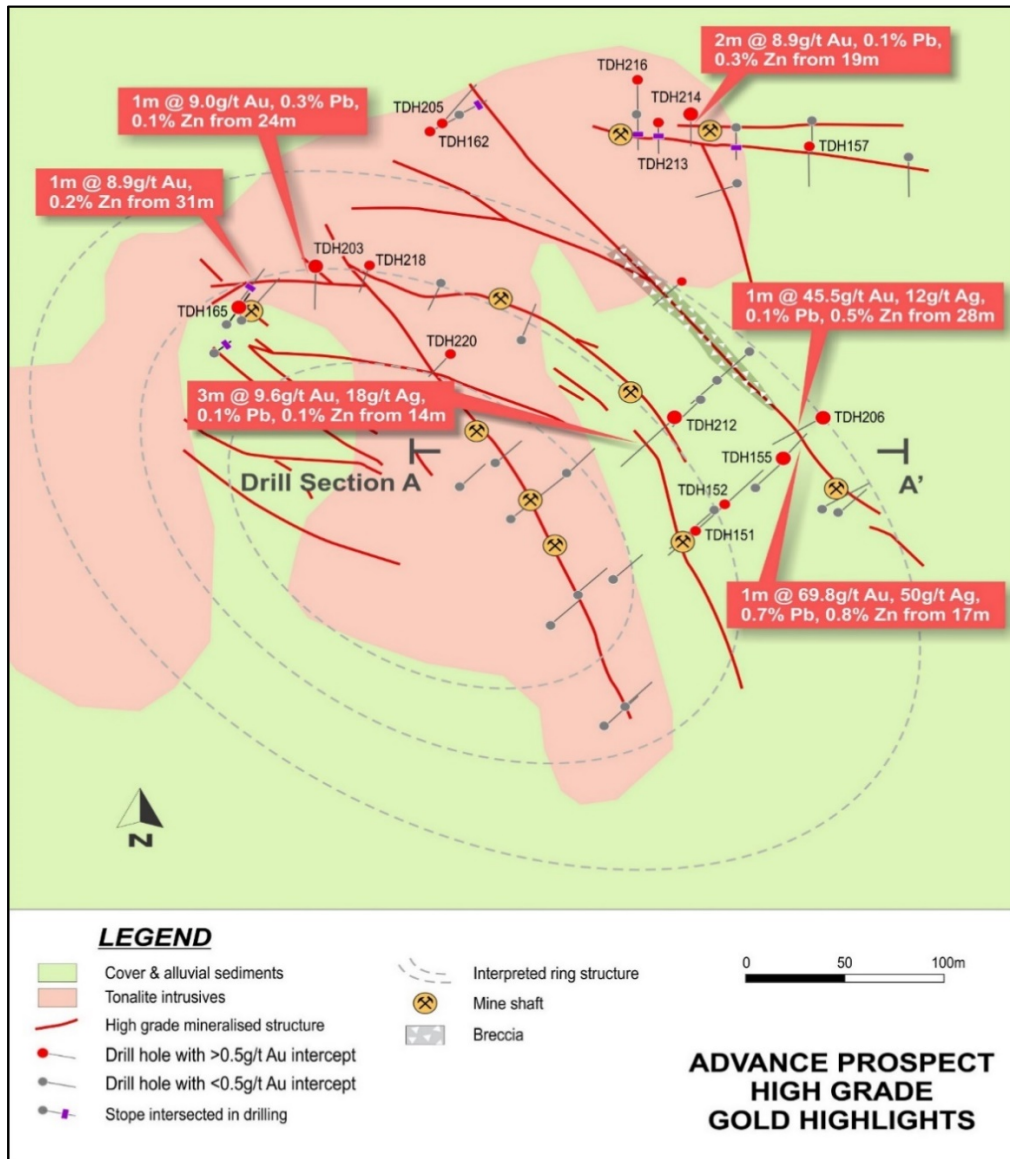 2m @ 8.9g/t Au, 0.1% Pb,
0.3% Zn from 19m
TDH216
TDH214
1m @ 9.0g/t Au, 0.3% Pb,
0.1% Zn from 24m
TDH205
TDH162
TDH213
TDH157
1m @ 8.9g/t Au,
0.2% Zn from 31m
TDH203
TDH218
TDH165
1m @ 45.5g/t Au, 12g/t Ag,
0.1% Pb, 0.5% Zn from 28m
TDH220
3m @ 9.6g/t Au, 18g/t Ag,
0.1% Pb, 0.1% Zn from 14m
TDH206
TDH212
TDH155
Drill Section A
A'
TDH152
TDH151
1m @ 69.8g/t Au, 50g/t Ag,
0.7% Pb, 0.8% Zn from 17m
N
LEGEND
Cover & alluvial sediments
Tonalite intrusives
High grade mineralised structure
Drill hole with >0.5g/t Au intercept
Drill hole with <0.5g/t Au intercept
Stope intersected in drilling
Interpreted ring structure
Mine shaft
Breccia
0 50 100m
ADVANCE PROSPECT
HIGH GRADE
GOLD HIGHLIGHTS